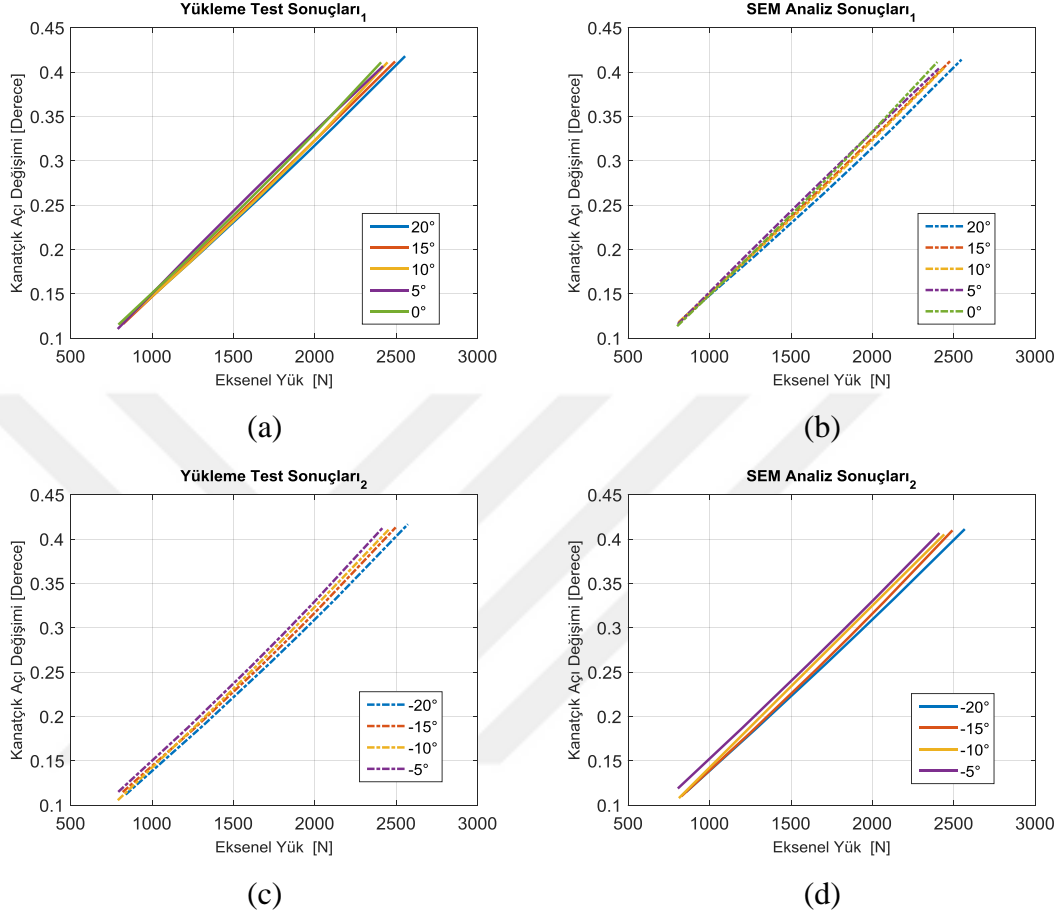 Yükleme Test Sonuçları1
Kanatçık Açı Değişimi [Derece]
0.45
0.4
0.35
0.3
0.25
0.2
0.15
0.1
20°
15°
10°
5°
0°
500 1000 1500 2000 2500 3000
Eksenel Yük [N]
(a)
SEM Analiz Sonuçları1
Kanatçık Açı Değişimi [Derece]
0.45
0.4
0.35
0.3
0.25
0.2
0.15
0.1
20°
15°
10°
5°
0°
500 1000 1500 2000 2500 3000
Eksenel Yük [N]
(b)
Yükleme Test Sonuçları2
Kanatçık Açı Değişimi [Derece]
0.45
0.4
0.35
0.3
0.25
0.2
0.15
0.1
-20°
-15°
-10°
-5°
500 1000 1500 2000 2500 3000
Eksenel Yük [N]
(c)
SEM Analiz Sonuçları2
Kanatçık Açı Değişimi [Derece]
0.45
0.4
0.35
0.3
0.25
0.2
0.15
0.1
-20°
-15°
-10°
-5°
500 1000 1500 2000 2500 3000
Eksenel Yük [N]
(d)